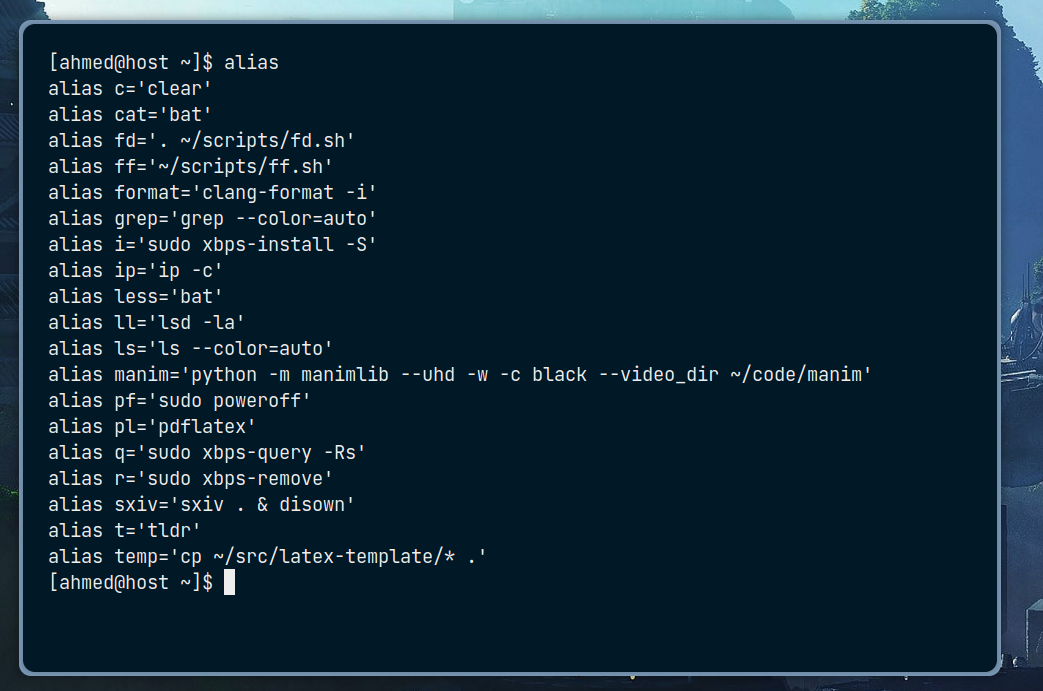 [ahmed@host ~]$ alias
alias c='clear'
alias cat='bat'
alias fd='. ~/scripts/fd.sh'
alias ff='~/scripts/ff.sh'
alias format='clang-format -i'
alias grep='grep --color=auto'
alias i='sudo xbps-install -S'
alias ip='ip -c'
alias less='bat'
alias ll='lsd -la'
alias ls='ls --color=auto'
alias manim='python -m manimlib --uhd -w -c black --video_dir ~/code/manim'
alias pf='sudo poweroff'
alias pl='pdflatex'
alias q='sudo xbps-query -Rs'
alias r='sudo xbps-remove'
alias sxiv='sxiv . & disown'
alias t='tldr'
alias temp='cp ~/src/latex-template/* .'
[ahmed@host ~]$